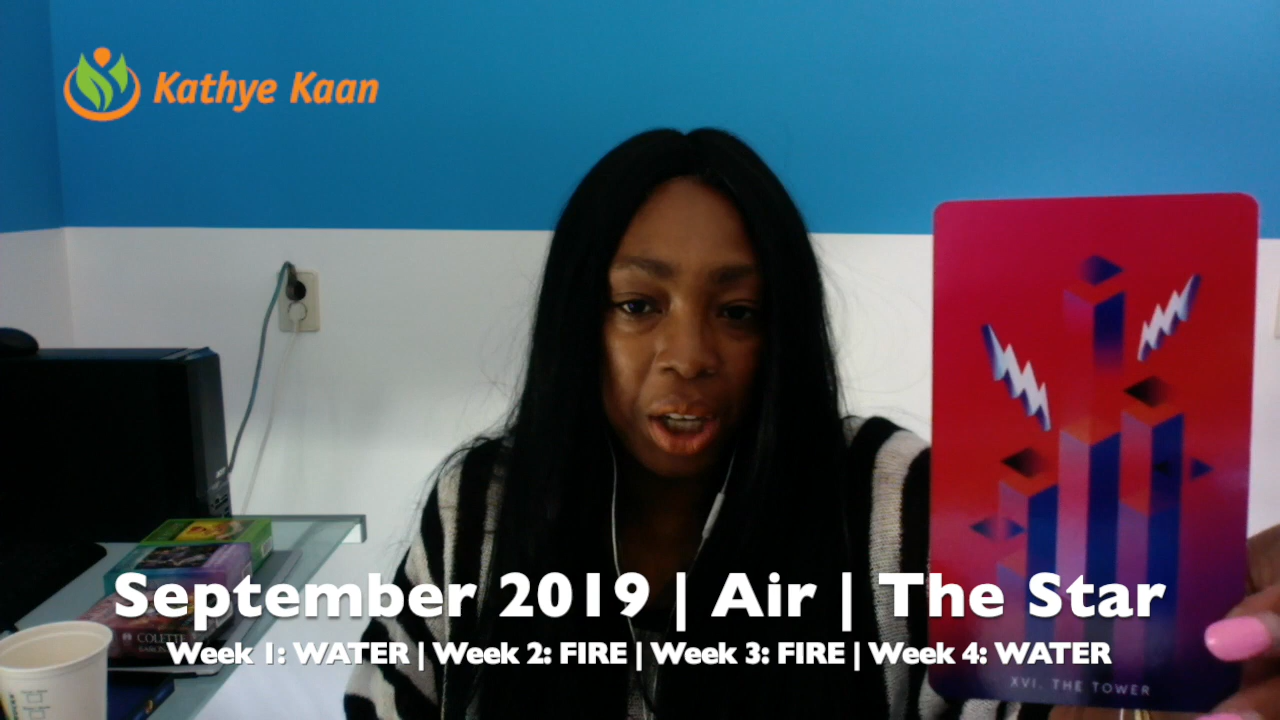 Kathye Kaan
September 2019 | Air | The Star
Week 1: WATER | Week 2: FIRE | Week 3: FIRE | Week 4: WATER
COLETTE
XVI. THE TOWER